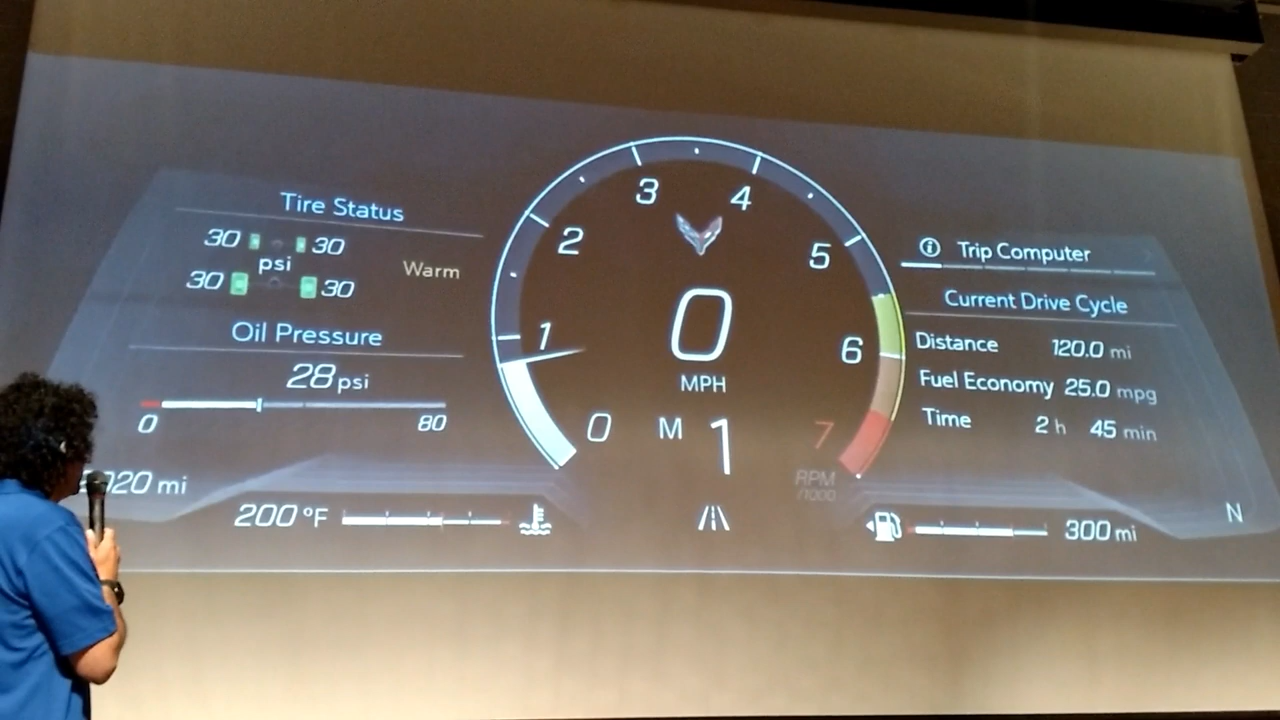 Tire Status
30 30
psi
Warm
30 30
Oil Pressure
28 psi
0 80
020 mi
200 °F
0
1
2
3
4
5
6
7
RPM
/1000
0
MPH
M 1
Trip Computer
Current Drive Cycle
Distance 120.0 mi
Fuel Economy 25.0 mpg
Time 2 h 45 min
300 mi
N